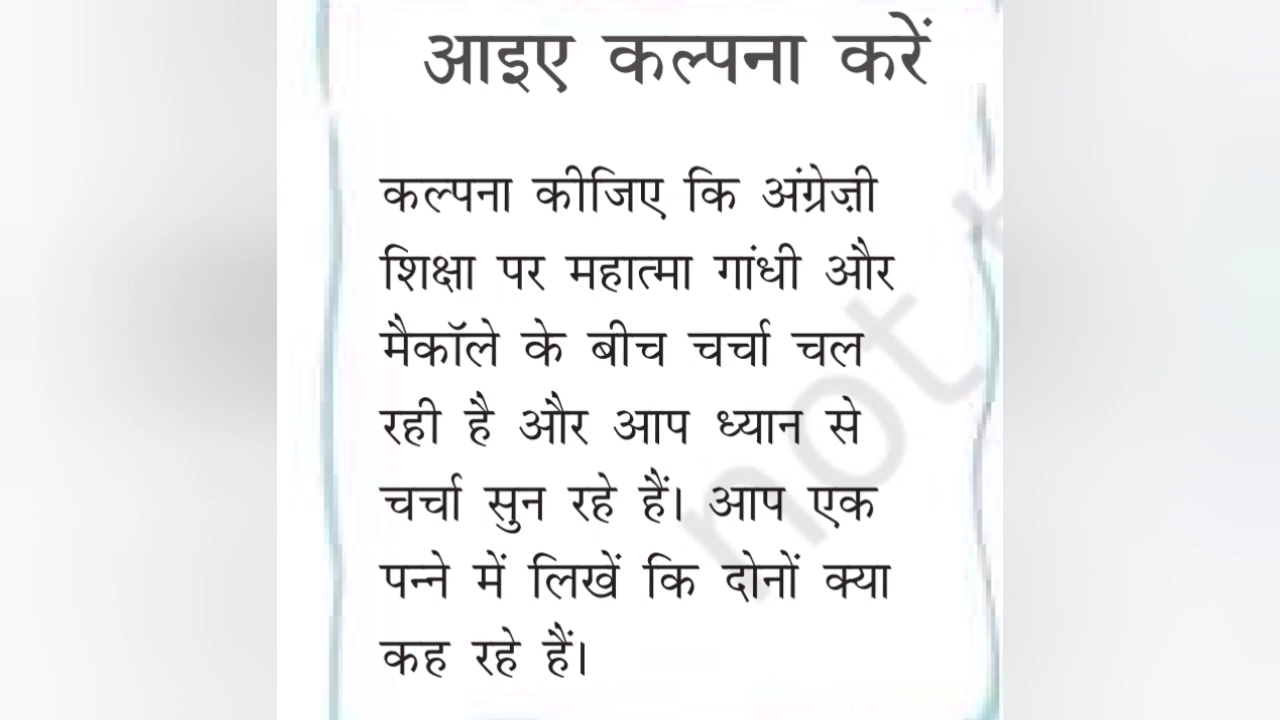 आइए कल्पना करें
कल्पना कीजिए कि अंग्रेज़ी
शिक्षा पर महात्मा गांधी और
मैकॉले के बीच चर्चा चल
रही है और आप ध्यान से
चर्चा सुन रहे हैं। आप एक
पन्ने में लिखें कि दोनों क्या
कह रहे हैं।
not t